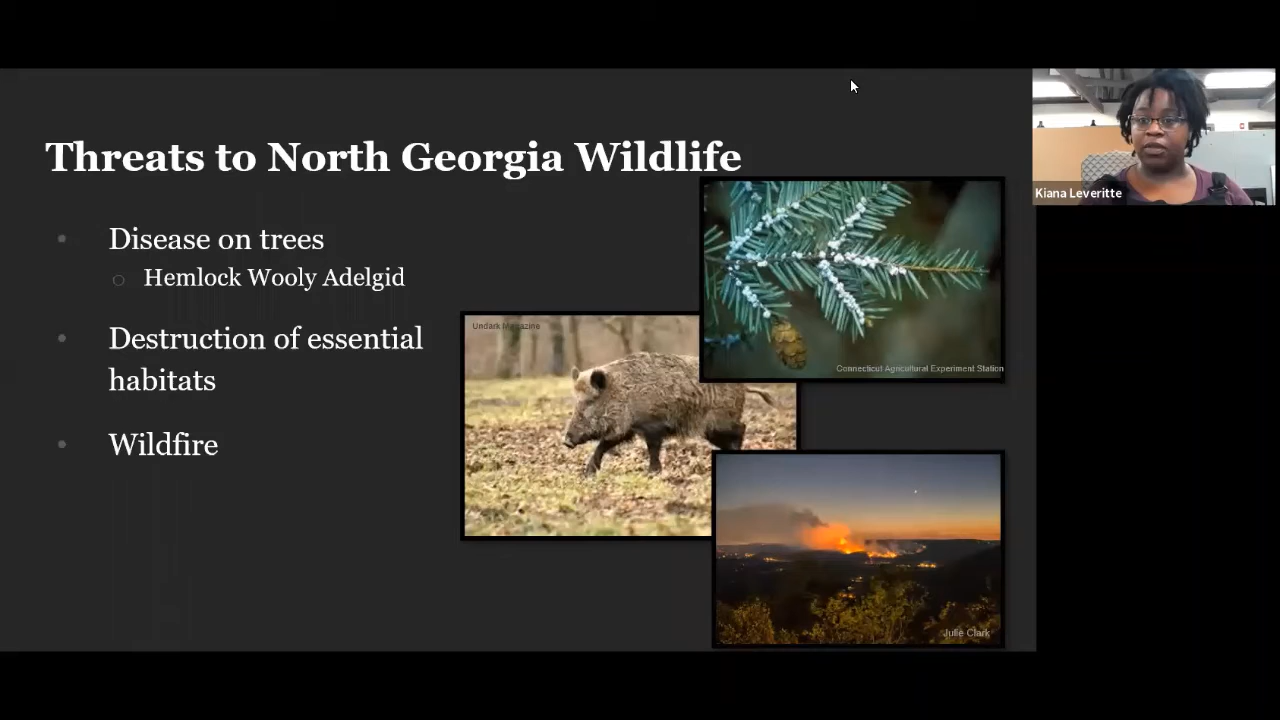 Threats to North Georgia Wildlife
Kiana Leveritte
Disease on trees
Hemlock Wooly Adelgid
Destruction of essential
habitats
Wildfire
Undark Magazine
Connecticut Agricultural Experiment Station
Julie Clark